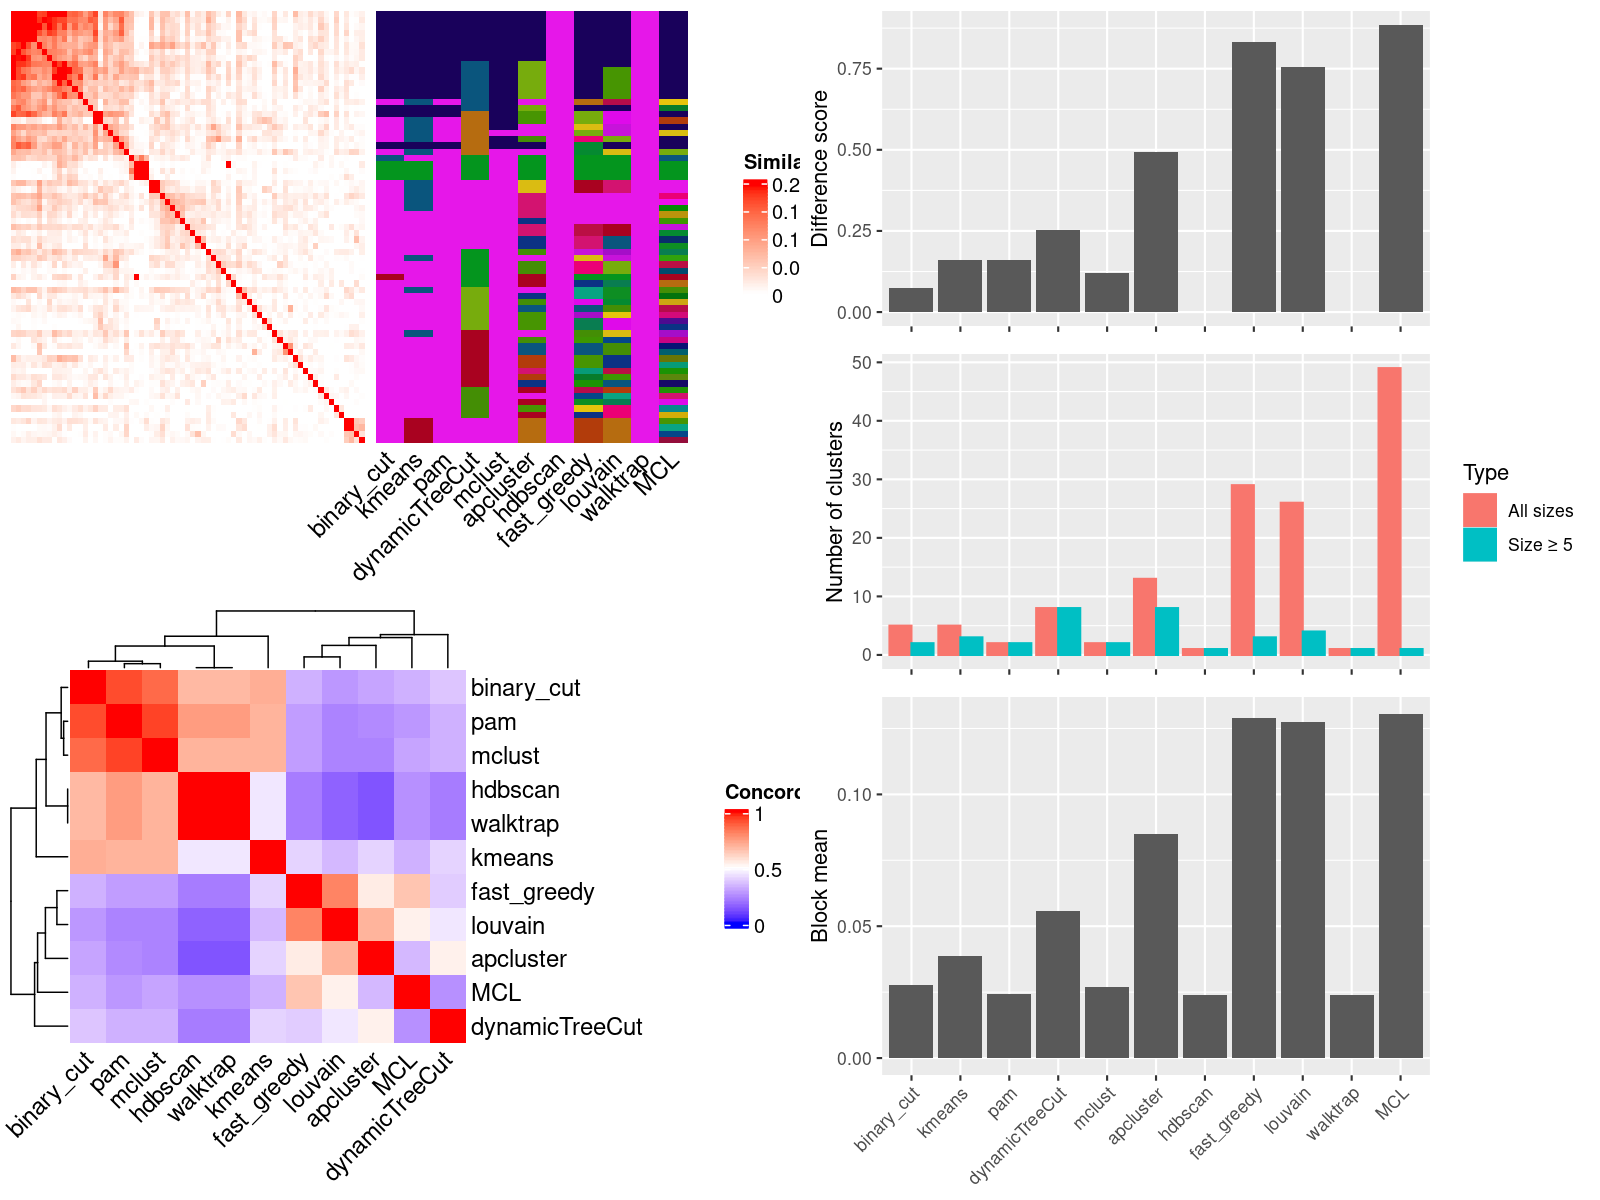 Simila
0.2
0.1
0.1
0.0
0
binary_cut
kmeans
pam
dynamicTreeCut
mclust
apcluster
hdbscan
fast_greedy
louvain
walktrap
MCL
binary_cut
pam
mclust
hdbscan
walktrap
kmeans
fast_greedy
louvain
apcluster
MCL
dynamicTreeCut
binary_cut
pam
mclust
hdbscan
walktrap
kmeans
fast_greedy
louvain
apcluster
MCL
dynamicTreeCut
Concord
1
0.5
0
Difference score
0.75
0.50
0.25
0.00
Number of clusters
50
40
30
20
10
0
Type
All sizes
Size ≥ 5
Block mean
0.10
0.05
0.00
binary_cut
kmeans
pam
dynamicTreeCut
mclust
apcluster
hdbscan
fast_greedy
louvain
walktrap
MCL